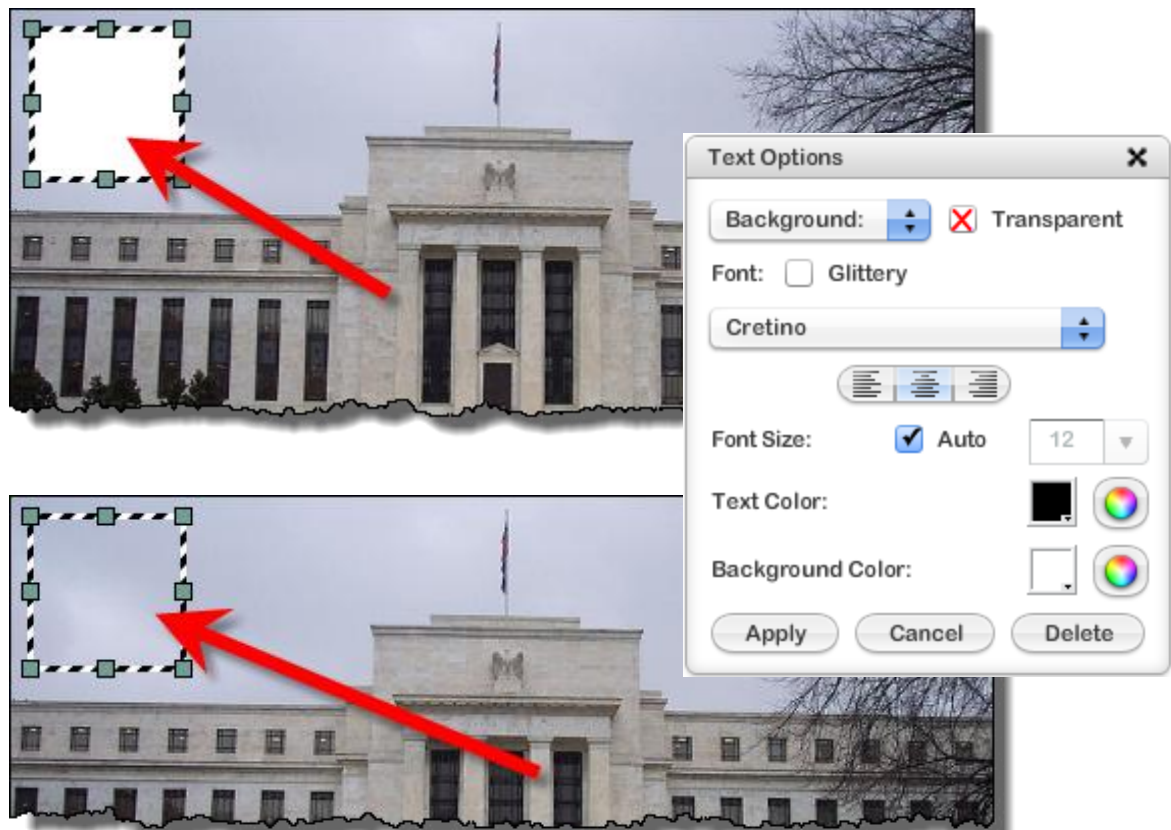 Text Options
Background: Transparent
Font: Glittery
Cretino
Font Size: Auto 12
Text Color:
Background Color:
Apply Cancel Delete